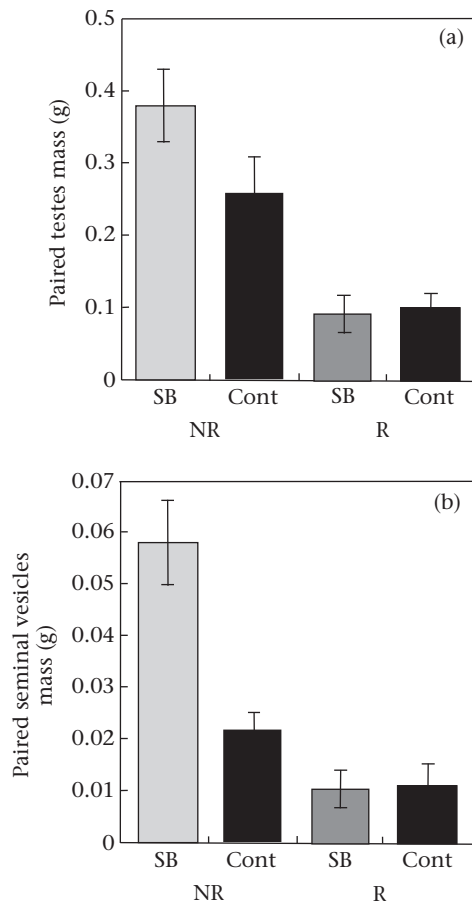 (a)
0.5
0.4
0.3
0.2
0.1
0
Paired testes mass (g)
SB Cont SB Cont
NR R
(b)
0.07
0.06
0.05
0.04
0.03
0.02
0.01
0
Paired seminal vesicles
mass (g)
SB Cont SB Cont
NR R